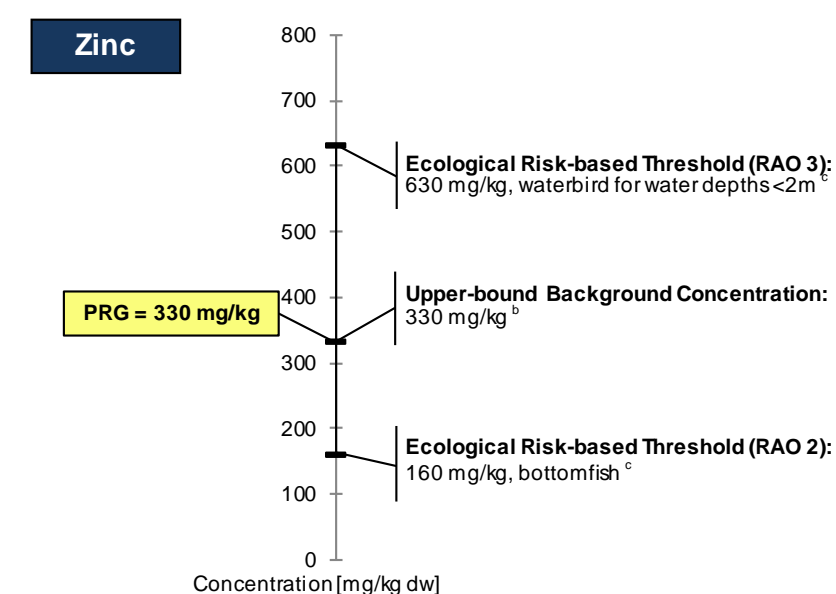 Zinc
800
700
600
Ecological Risk-based Threshold (RAO 3):
630 mg/kg, waterbird for water depths <2m c
500
400
Upper-bound Background Concentration:
330 mg/kg b
PRG = 330 mg/kg
300
200
Ecological Risk-based Threshold (RAO 2):
160 mg/kg, bottomfish c
100
0
Concentration [mg/kg dw]